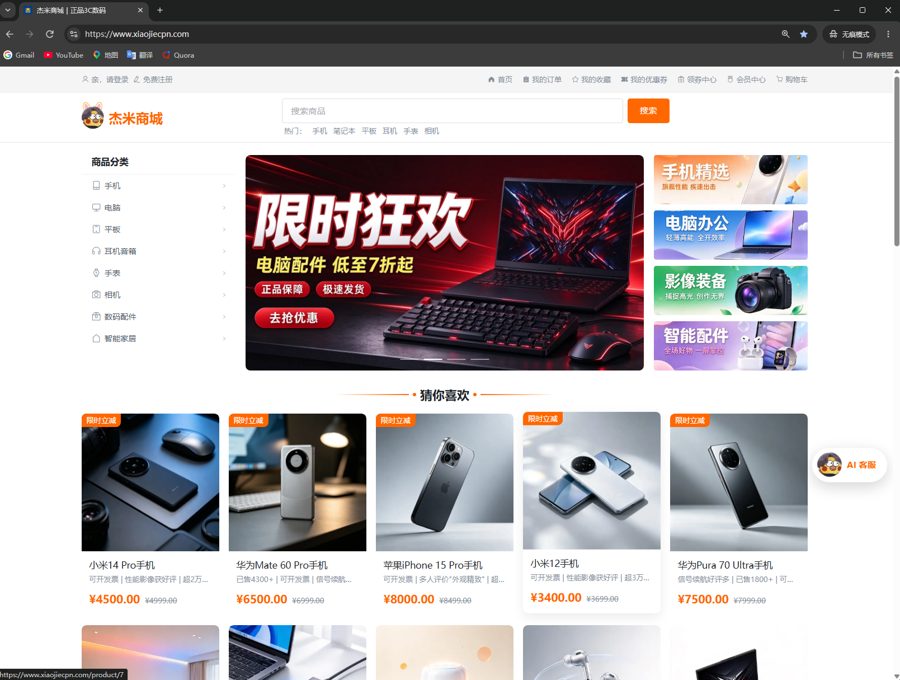 杰米商城 | 正品3C数码
https://www.xiaojiecpn.com
无痕模式
Gmail YouTube 地图 翻译 Quora 所有书签
亲，请登录 免费注册 首页 我的订单 我的收藏 我的优惠券 领券中心 会员中心 购物车
杰米商城
搜索商品
搜索
热门： 手机 笔记本 平板 耳机 手表 相机
商品分类
手机
电脑
平板
耳机音箱
手表
相机
数码配件
智能家居
限时狂欢
电脑配件 低至7折起
正品保障 极速发货
去抢优惠
手机精选
旗舰性能 疾速出击
电脑办公
轻薄高能 全开效率
影像装备
捕捉高光 创作无界
智能配件
全场好物 一屏掌控
猜你喜欢
限时立减 限时立减 限时立减 限时立减 限时立减
小米14 Pro手机
可开发票 | 性能影像获好评 | 超2万...
¥4500.00 ¥4999.00
华为Mate 60 Pro手机
已售4300+ | 可开发票 | 信号续航...
¥6500.00 ¥6999.00
苹果iPhone 15 Pro手机
可开发票 | 多人评价"外观精致" | 超...
¥8000.00 ¥8499.00
小米12手机
可开发票 | 性能影像获好评 | 超3万...
¥3400.00 ¥3699.00
华为Pura 70 Ultra手机
信号续航好评多 | 已售1800+ | 可...
¥7500.00 ¥7999.00
AI 客服
https://www.xiaojiecpn.com/product/7